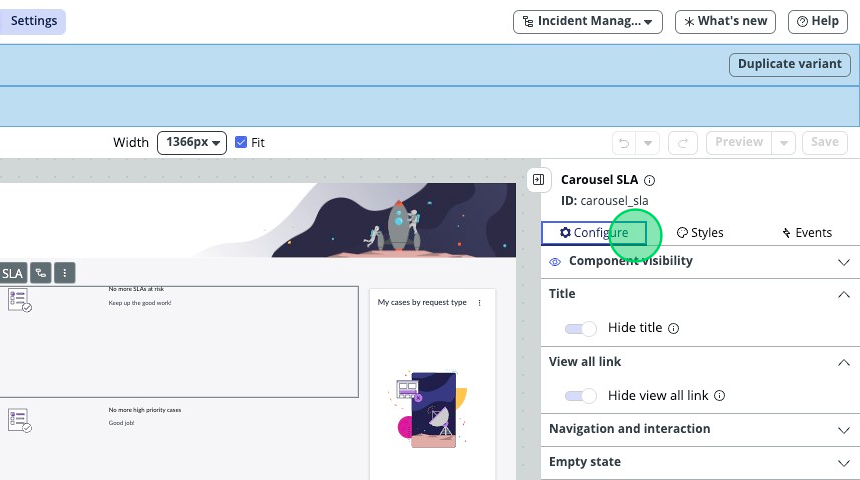 Settings
Incident Manag...
What's new
Help
Duplicate variant
Width 1366px Fit
Preview
Save
Carousel SLA
ID: carousel_sla
Configure
Styles
Events
Component visibility
Title
Hide title
View all link
Hide view all link
Navigation and interaction
Empty state
SLA
No more SLAs at risk
Keep up the good work!
My cases by request type
No more high priority cases
Good job!